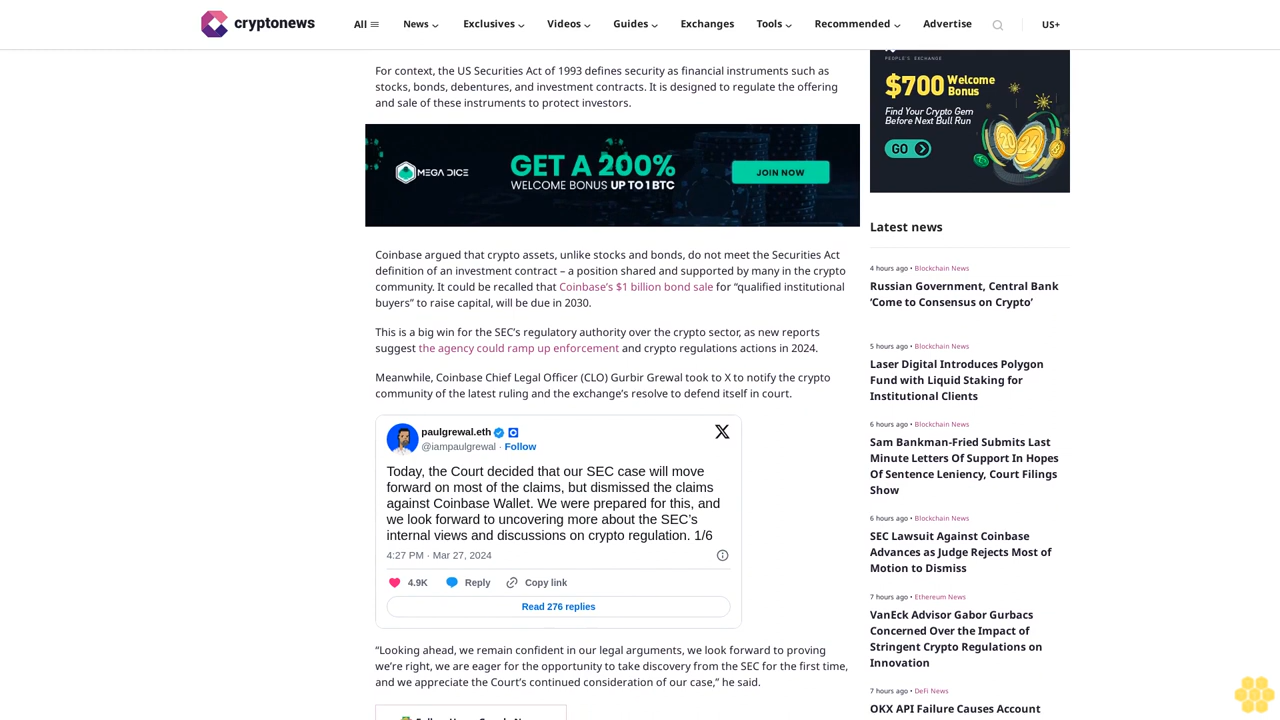 cryptonews
All
News
Exclusives
Videos
Guides
Exchanges
Tools
Recommended
Advertise
US+
For context, the US Securities Act of 1993 defines security as financial instruments such as
stocks, bonds, debentures, and investment contracts. It is designed to regulate the offering
and sale of these instruments to protect investors.
MEGA DICE
GET A 200%
WELCOME BONUS UP TO 1 BTC
JOIN NOW
Coinbase argued that crypto assets, unlike stocks and bonds, do not meet the Securities Act
definition of an investment contract – a position shared and supported by many in the crypto
community. It could be recalled that Coinbase’s $1 billion bond sale for “qualified institutional
buyers” to raise capital, will be due in 2030.
This is a big win for the SEC’s regulatory authority over the crypto sector, as new reports
suggest the agency could ramp up enforcement and crypto regulations actions in 2024.
Meanwhile, Coinbase Chief Legal Officer (CLO) Gurbir Grewal took to X to notify the crypto
community of the latest ruling and the exchange’s resolve to defend itself in court.
paulgrewal.eth
@iampaulgrewal · Follow
Today, the Court decided that our SEC case will move
forward on most of the claims, but dismissed the claims
against Coinbase Wallet. We were prepared for this, and
we look forward to uncovering more about the SEC’s
internal views and discussions on crypto regulation. 1/6
4:27 PM · Mar 27, 2024
4.9K
Reply
Copy link
Read 276 replies
“Looking ahead, we remain confident in our legal arguments, we look forward to proving
we’re right, we are eager for the opportunity to take discovery from the SEC for the first time,
and we appreciate the Court’s continued consideration of our case,” he said.
PEOPLE'S EXCHANGE
$700 Welcome
Bonus
Find Your Crypto Gem
Before Next Bull Run
GO
2024
Latest news
4 hours ago • Blockchain News
Russian Government, Central Bank
‘Come to Consensus on Crypto’
5 hours ago • Blockchain News
Laser Digital Introduces Polygon
Fund with Liquid Staking for
Institutional Clients
6 hours ago • Blockchain News
Sam Bankman-Fried Submits Last
Minute Letters Of Support In Hopes
Of Sentence Leniency, Court Filings
Show
6 hours ago • Blockchain News
SEC Lawsuit Against Coinbase
Advances as Judge Rejects Most of
Motion to Dismiss
7 hours ago • Ethereum News
VanEck Advisor Gabor Gurbacs
Concerned Over the Impact of
Stringent Crypto Regulations on
Innovation
7 hours ago • DeFi News
OKX API Failure Causes Account